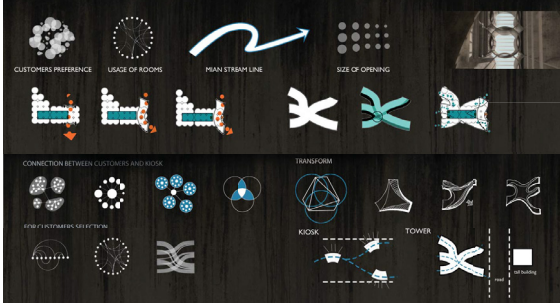 CUSTOMERS PREFERENCE
USAGE OF ROOMS
MIAN STREAM LINE
SIZE OF OPENING
CONNECTION BETWEEN CUSTOMERS AND KIOSK
TRANSFORM
FOR CUSTOMERS SELECTION
KIOSK
TOWER
road
tall building